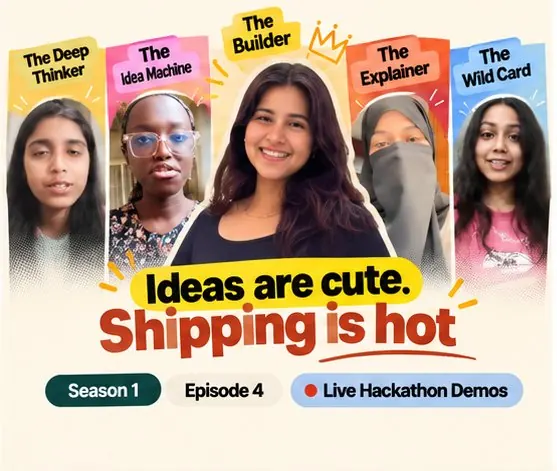 The Deep
Thinker
The
Idea Machine
The
Builder
The
Explainer
The
Wild Card
Ideas are cute.
Shipping is hot
Season 1
Episode 4
Live Hackathon Demos